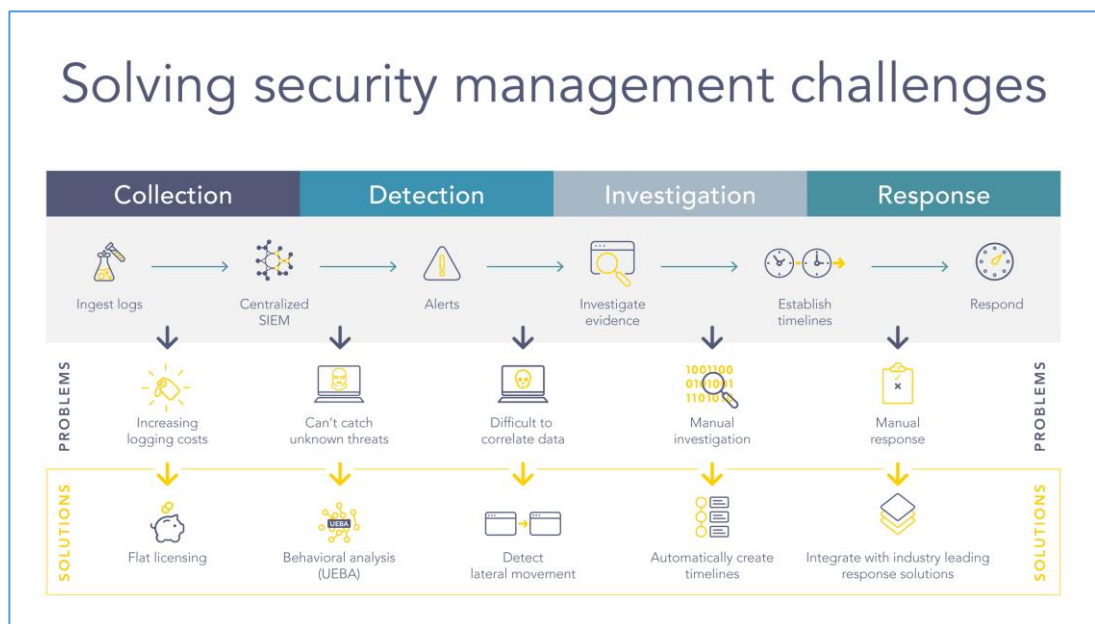 Solving security management challenges
Collection
Detection
Investigation
Response
Ingest logs
Centralized
SIEM
Alerts
Investigate
evidence
Establish
timelines
Respond
PROBLEMS
Increasing
logging costs
Can't catch
unknown threats
Difficult to
correlate data
1001100
0101001
1101010
Manual
investigation
Manual
response
PROBLEMS
SOLUTIONS
Flat licensing
UEBA
Behavioral analysis
(UEBA)
Detect
lateral movement
Automatically create
timelines
Integrate with industry leading
response solutions
SOLUTIONS